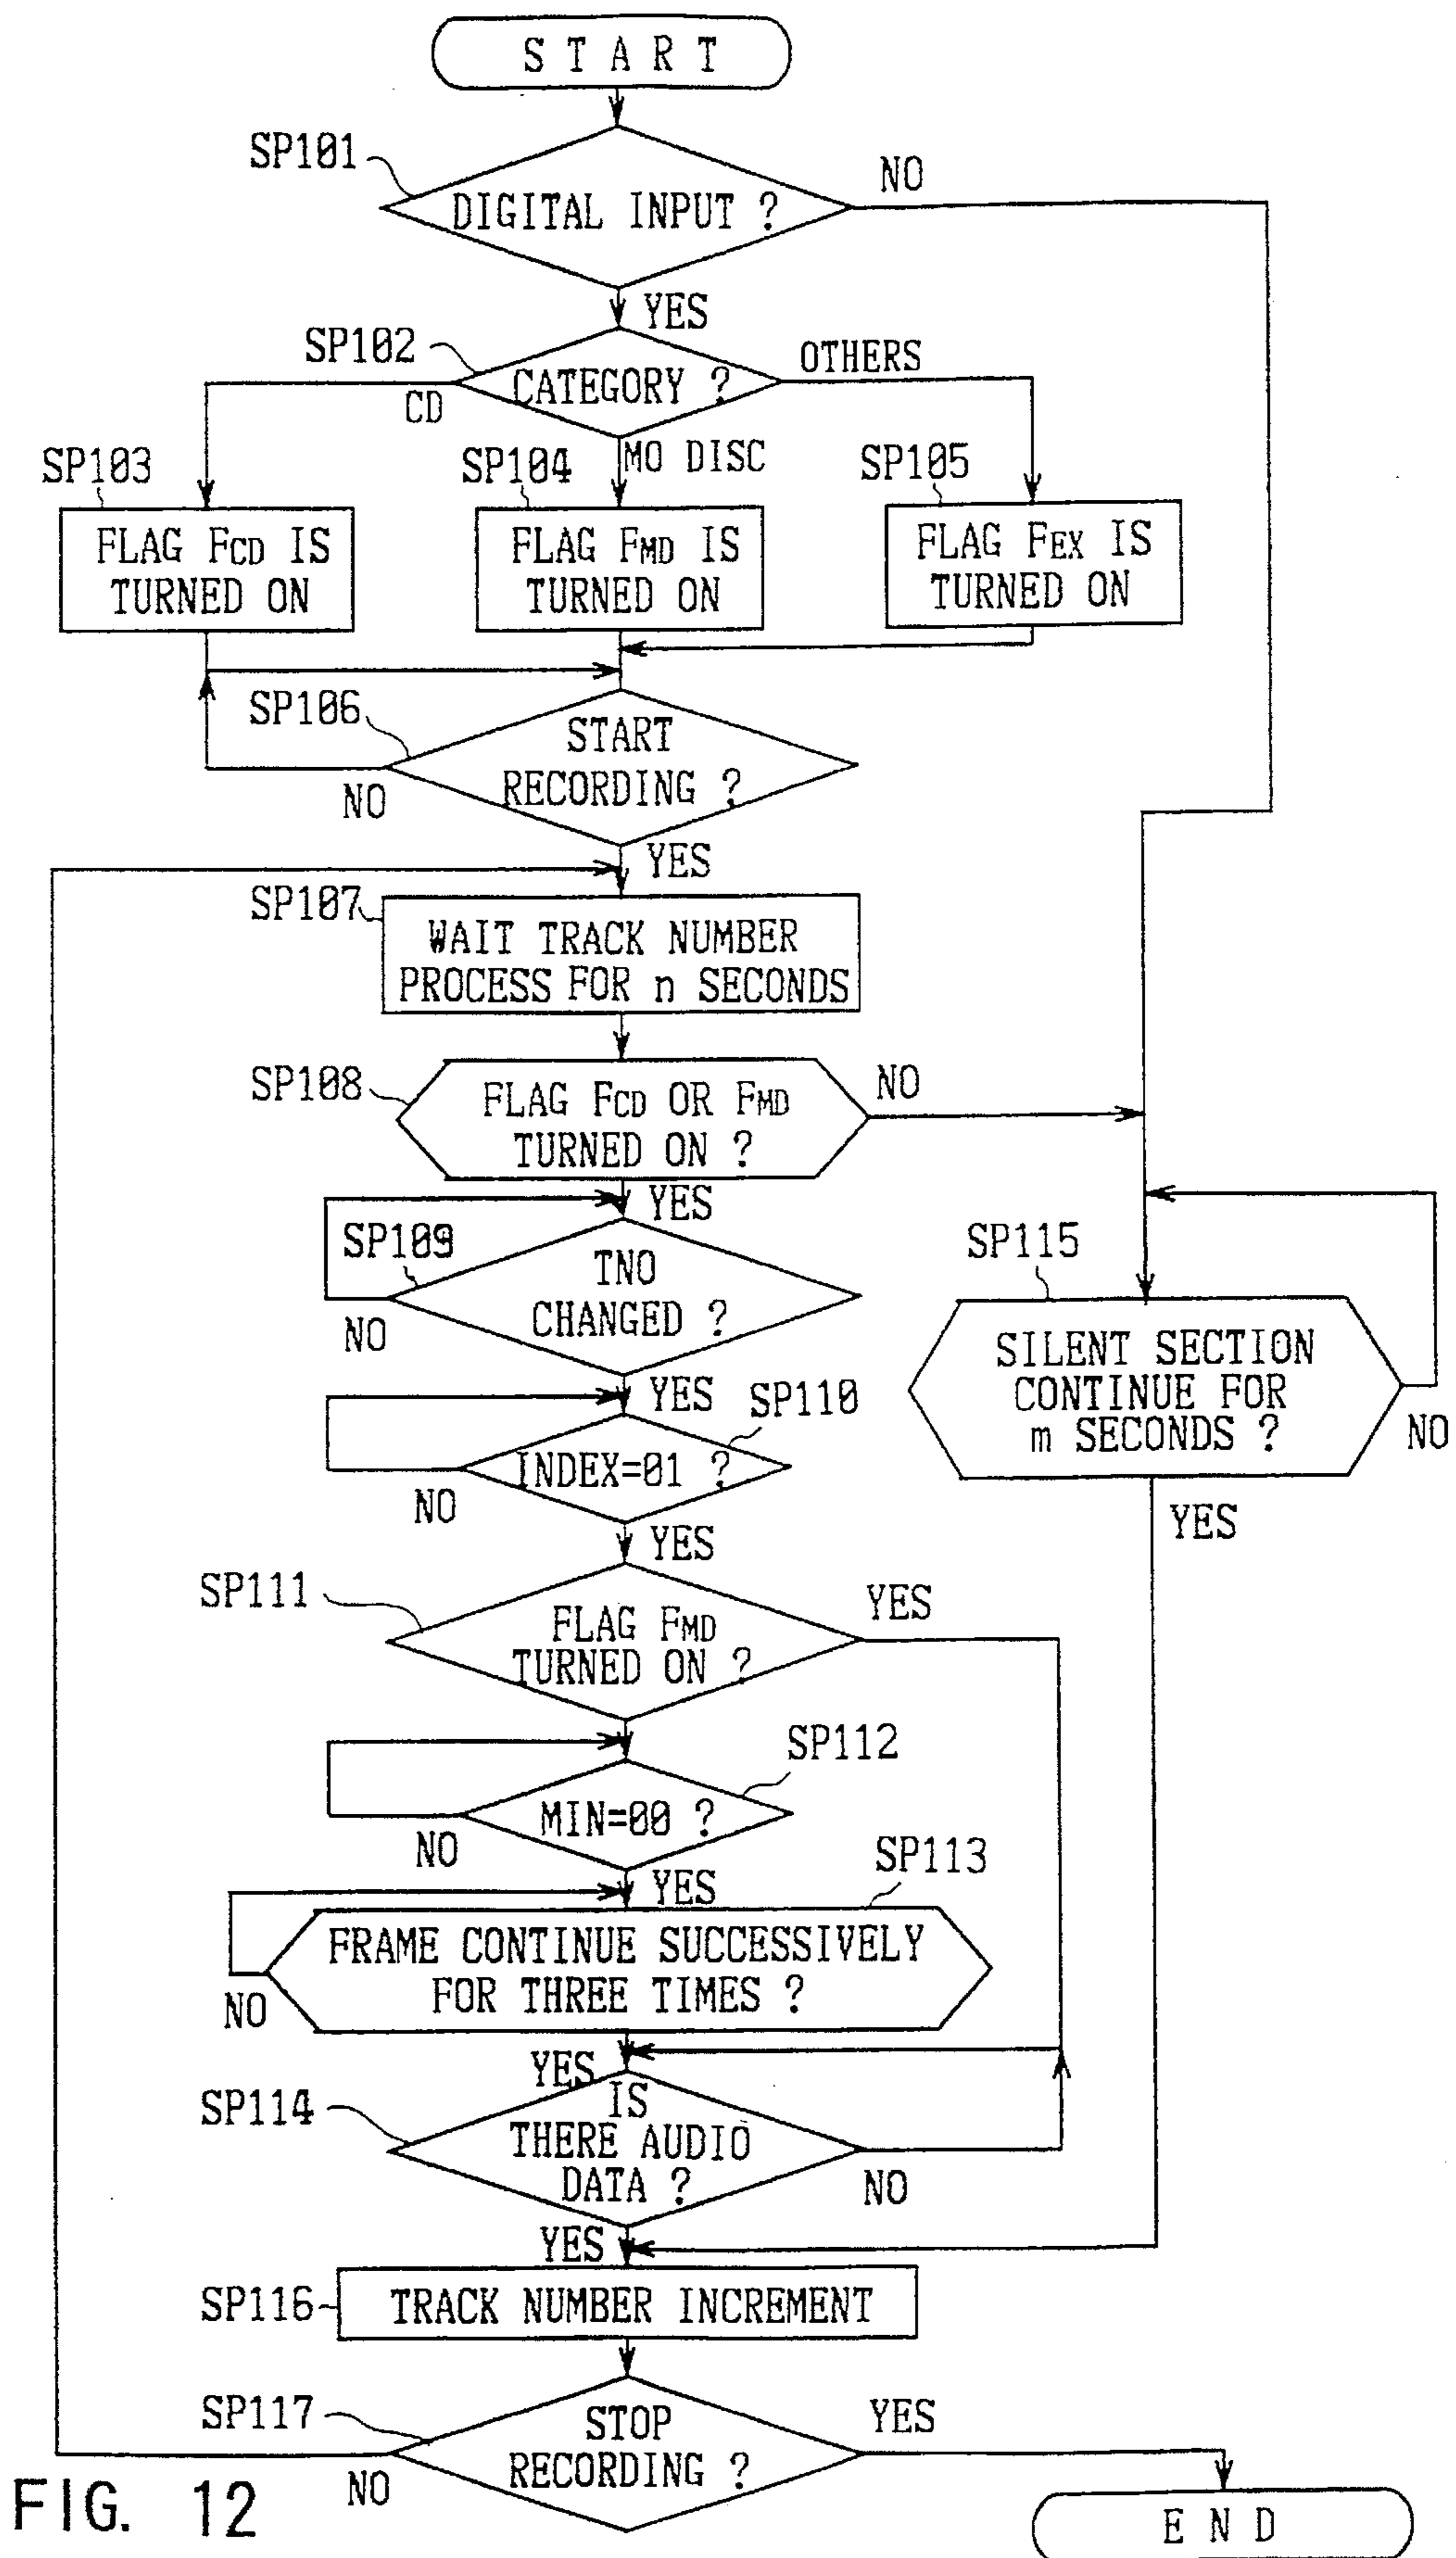 S T A R T
SP101
DIGITAL INPUT ?
NO
YES
SP102
CATEGORY ?
OTHERS
CD
MO DISC
SP103
SP104
SP105
FLAG FCD IS
TURNED ON
FLAG FMD IS
TURNED ON
FLAG FEX IS
TURNED ON
SP106
START
RECORDING ?
NO
YES
SP107
WAIT TRACK NUMBER
PROCESS FOR n SECONDS
SP108
FLAG FCD OR FMD
TURNED ON ?
NO
YES
SP109
TNO
CHANGED ?
NO
YES
SP110
INDEX=01 ?
NO
YES
SP115
SILENT SECTION
CONTINUE FOR
m SECONDS ?
NO
YES
SP111
FLAG FMD
TURNED ON ?
YES
SP112
MIN=00 ?
NO
YES
SP113
FRAME CONTINUE SUCCESSIVELY
FOR THREE TIMES ?
NO
YES
SP114
IS
THERE AUDIO
DATA ?
NO
YES
SP116
TRACK NUMBER INCREMENT
SP117
STOP
RECORDING ?
YES
NO
E N D
FIG. 12